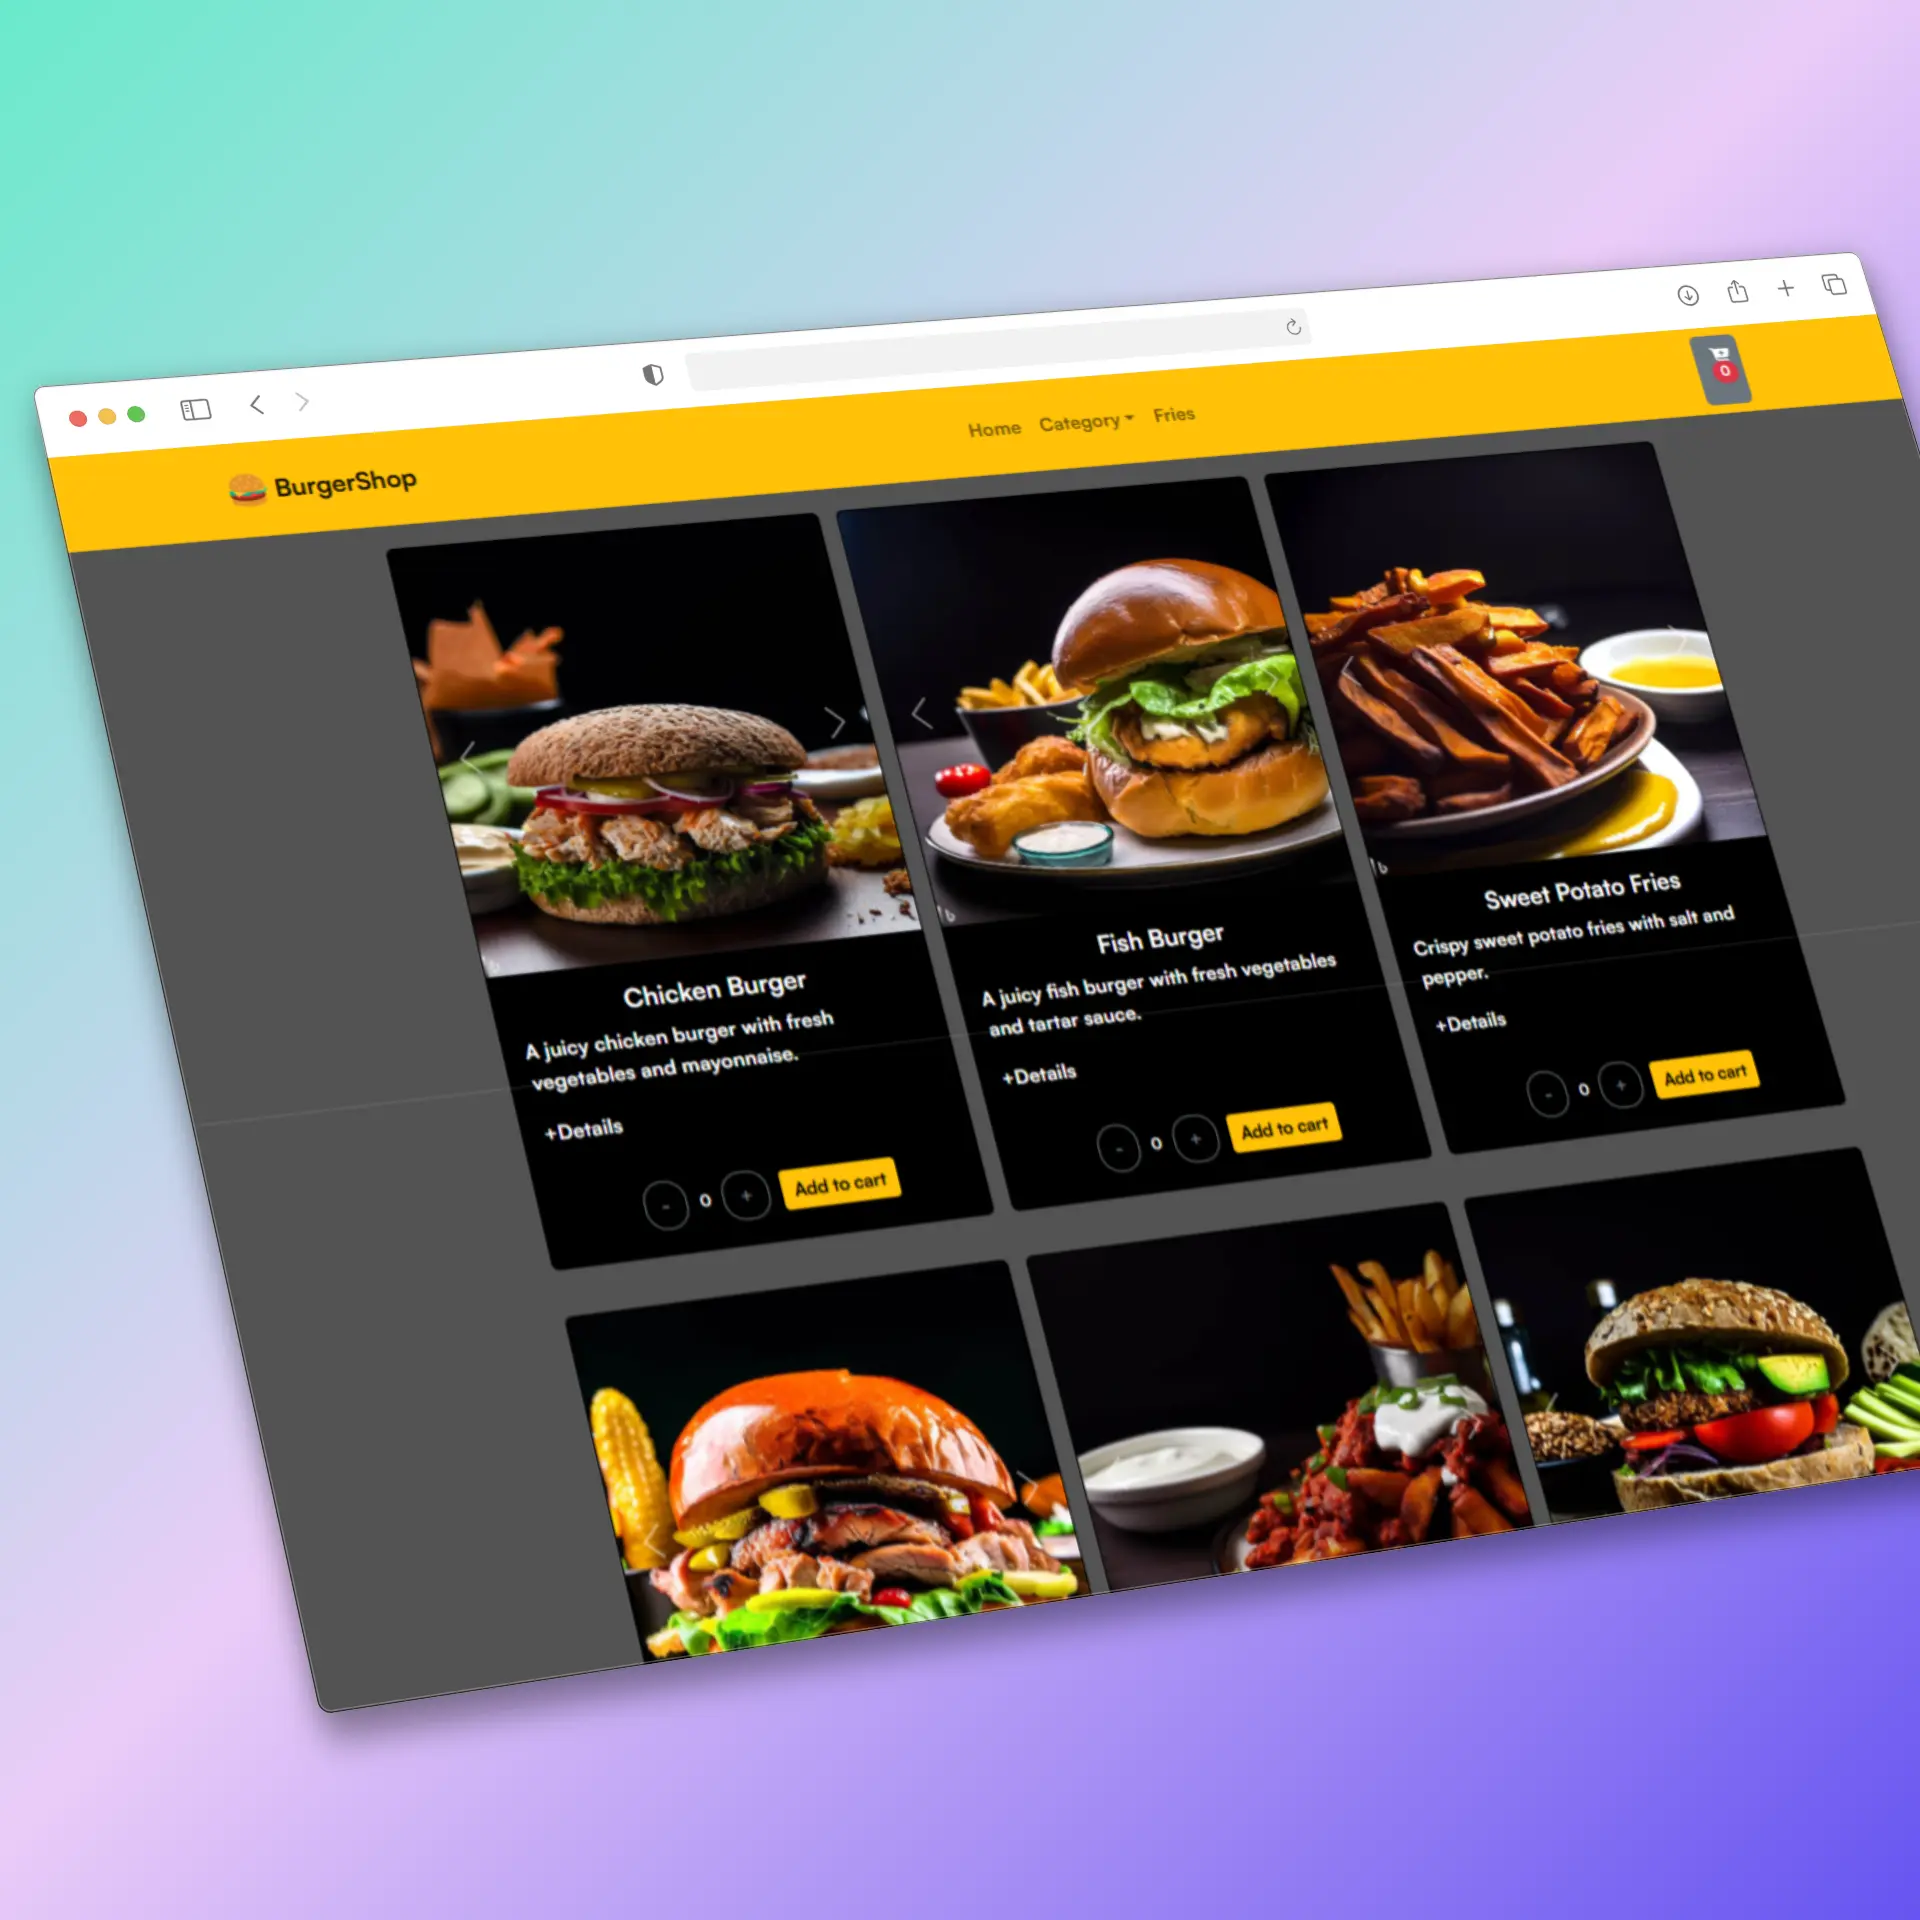 BurgerShop
Home Category Fries
0
Chicken Burger
A juicy chicken burger with fresh
vegetables and mayonnaise.
+Details
- 0 + Add to cart
Fish Burger
A juicy fish burger with fresh vegetables
and tartar sauce.
+Details
- 0 + Add to cart
Sweet Potato Fries
Crispy sweet potato fries with salt and
pepper.
+Details
- 0 + Add to cart